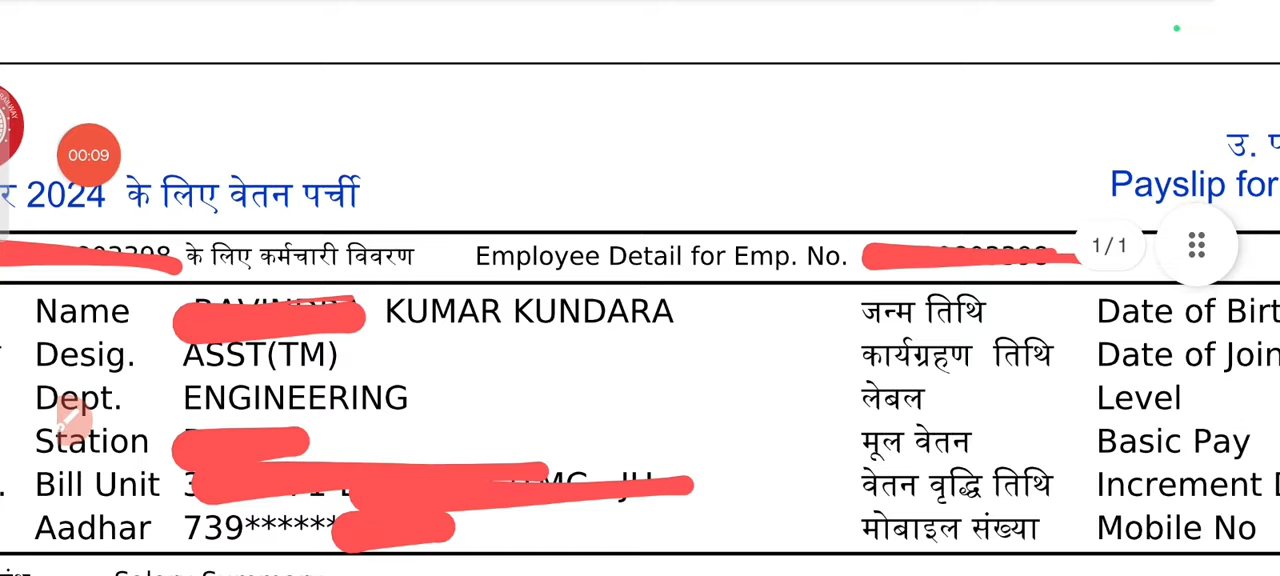 00:09
उ.
2024 के लिए वेतन पर्ची
Payslip for
के लिए कर्मचारी विवरण Employee Detail for Emp. No.
1/1
Name KUMAR KUNDARA जन्म तिथि Date of
Desig. ASST(TM) कार्यग्रहण तिथि Date of
Dept. ENGINEERING लेबल Level
Station मूल वेतन Basic Pay
Bill Unit वेतन वृद्धि तिथि Increment
Aadhar 739****** मोबाइल संख्या Mobile No
Salary Summary